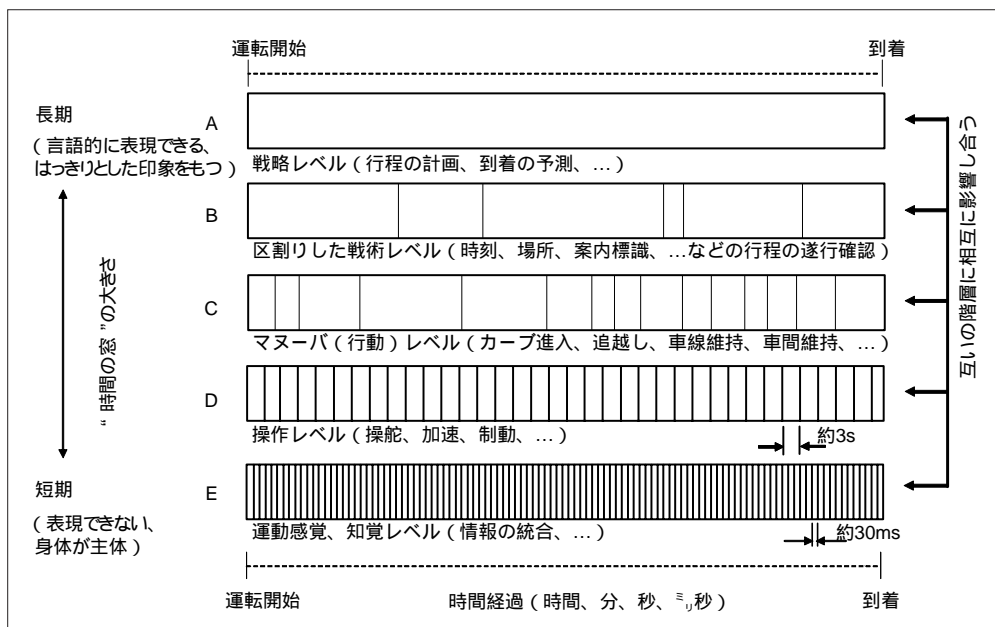 運転開始 到着
長期
(言語的に表現できる、
はっきりとした印象をもつ)
A
戦略レベル(行程の計画、到着の予測、…)
B
区割りした戦術レベル(時刻、場所、案内標識、…などの行程の遂行確認)
C
マヌーバ(行動)レベル(カーブ進入、追越し、車線維持、車間維持、…)
D
操作レベル(操舵、加速、制動、…) 約3s
E
運動感覚、知覚レベル(情報の統合、…) 約30ms
“時間の窓”の大きさ
短期
(表現できない、
身体が主体)
互いの階層に相互に影響し合う
運転開始 時間経過(時間、分、秒、ミリ秒) 到着